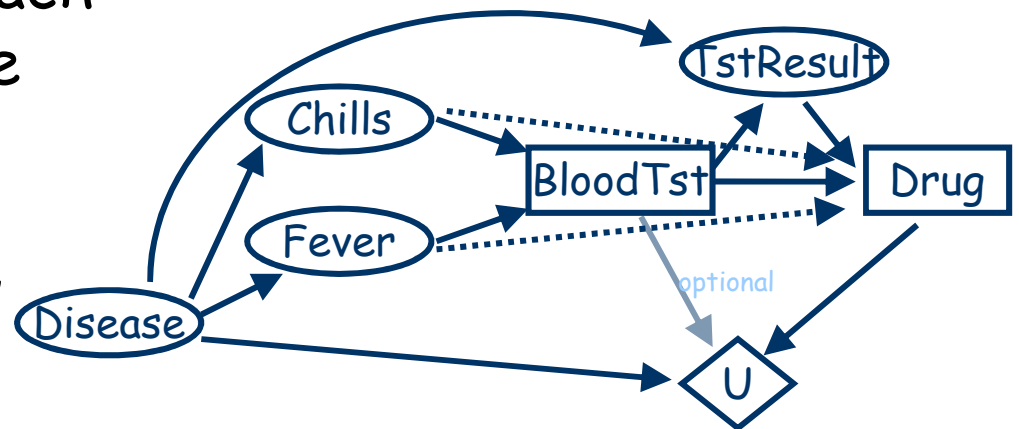 TstResult
Chills
BloodTst
Drug
Fever
optional
Disease
U